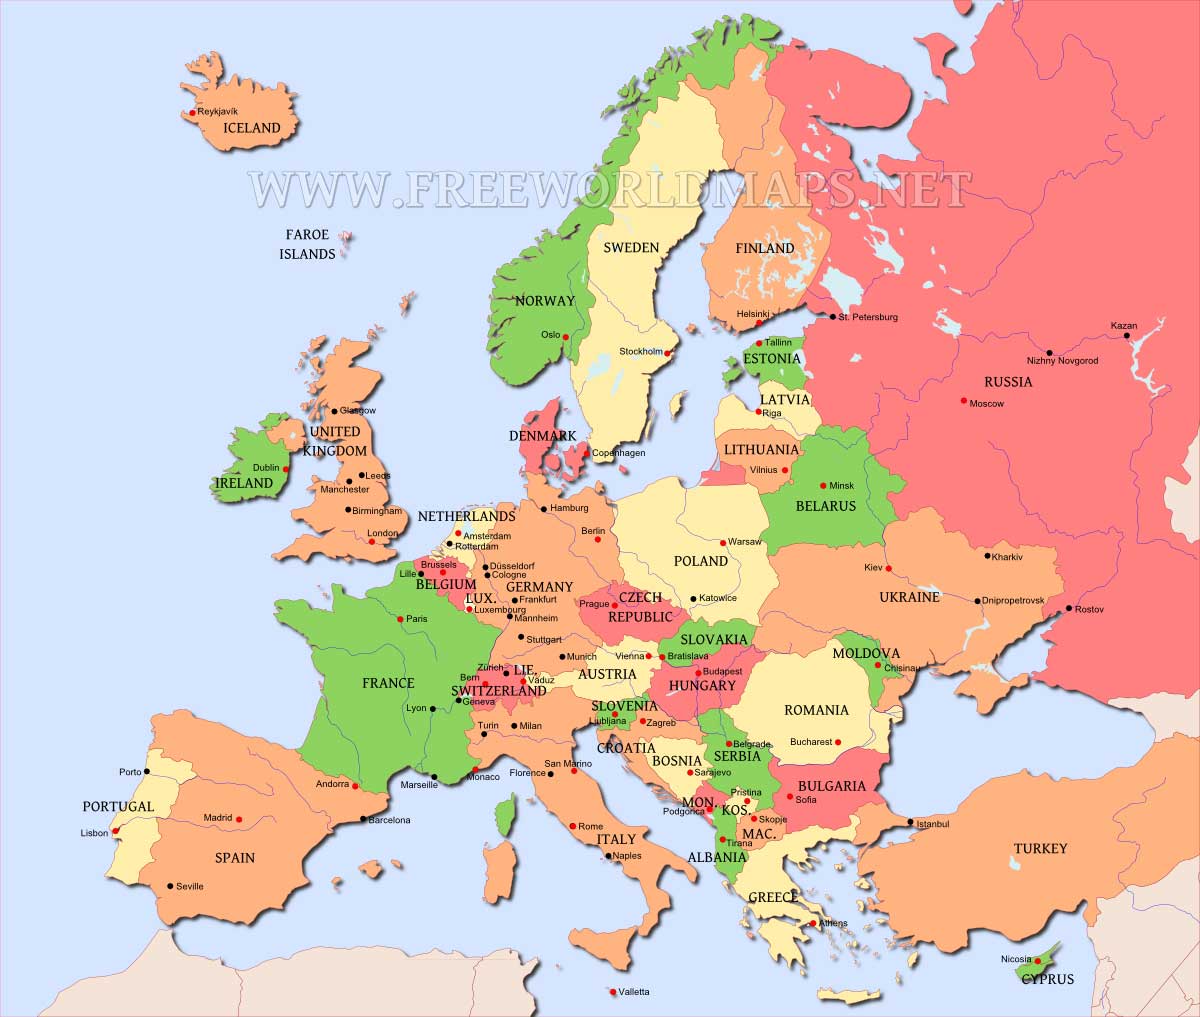 Reykjavík
ICELAND
WWW.FREEWORLDMAPS.NET
FAROE
ISLANDS
SWEDEN
FINLAND
NORWAY
Helsinki
St. Petersburg
Oslo
Tallinn
Stockholm
ESTONIA
Kazan
Nizhny Novgorod
RUSSIA
Moscow
LATVIA
Riga
Glasgow
UNITED
KINGDOM
DENMARK
Copenhagen
LITHUANIA
Vilnius
Dublin
IRELAND
Leeds
Manchester
Minsk
BELARUS
Birmingham
Hamburg
NETHERLANDS
London
Amsterdam
Rotterdam
Berlin
Warsaw
POLAND
Kharkiv
Kiev
Brussels
Lille
BELGIUM
Düsseldorf
Cologne
GERMANY
LUX.
Luxembourg
Frankfurt
Mannheim
Prague
CZECH
REPUBLIC
Katowice
UKRAINE
Dnipropetrovsk
Rostov
Paris
Stuttgart
SLOVAKIA
MOLDOVA
Chisinau
Munich
Vienna
Bratislava
Zürich
LIE.
Bern
Vaduz
AUSTRIA
Budapest
HUNGARY
FRANCE
SWITZERLAND
Geneva
Lyon
SLOVENIA
Ljubljana
Zagreb
ROMANIA
Turin
Milan
Bucharest
CROATIA
Belgrade
SERBIA
BOSNIA
Sarajevo
San Marino
Florence
Porto
Monaco
Marseille
Andorra
BULGARIA
Sofia
Pristina
PORTUGAL
MON.
Podgorica
KOS.
Skopje
MAC.
Madrid
Barcelona
Lisbon
Rome
ITALY
Istanbul
Tirana
ALBANIA
TURKEY
SPAIN
Naples
Seville
GREECE
Athens
Nicosia
CYPRUS
Valletta